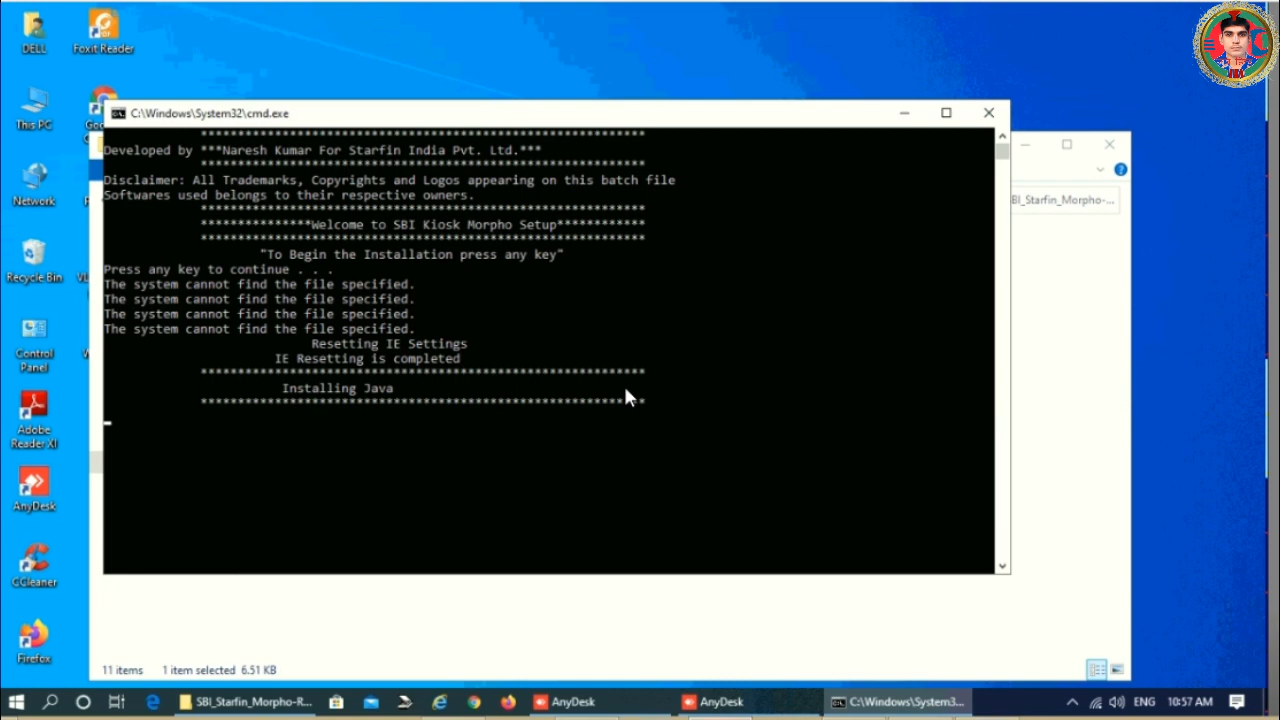 DELL
Foxit Reader
This PC
Network
Recycle Bin
Control
Panel
Adobe
Reader XI
AnyDesk
CCleaner
Firefox
C:\Windows\System32\cmd.exe
************************************************************
Developed by ***Naresh Kumar For Starfin India Pvt. Ltd.***
************************************************************
Disclaimer: All Trademarks, Copyrights and Logos appearing on this batch file
Softwares used belongs to their respective owners.
************************************************************
***************Welcome to SBI Kiosk Morpho Setup************
************************************************************
"To Begin the Installation press any key"
Press any key to continue . . .
The system cannot find the file specified.
The system cannot find the file specified.
The system cannot find the file specified.
The system cannot find the file specified.
Resetting IE Settings
IE Resetting is completed
************************************************************
Installing Java
************************************************************
BI_Starfin_Morpho-...
11 items 1 item selected 6.51 KB
SBI_Starfin_Morpho-R...
AnyDesk
AnyDesk
C:\Windows\System3...
ENG
10:57 AM